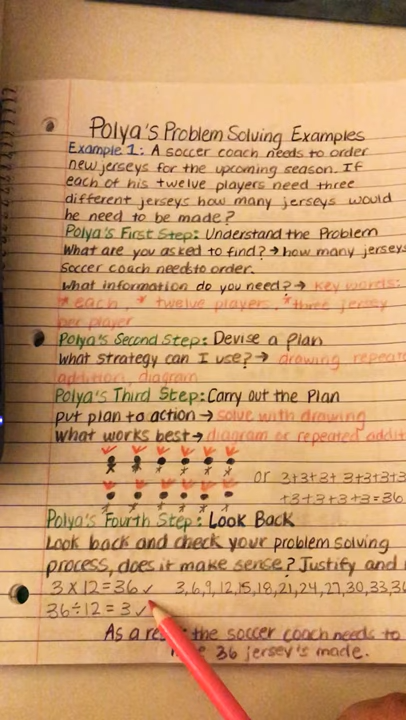 Polya's Problem Solving Examples
Example 1: A soccer coach needs to order
new jerseys for the upcoming season. If
each of his twelve players need three
different jerseys how many jerseys would
he need to be made?
Polya's First Step: Understand the Problem
What are you asked to find? → how many jerseys
Soccer coach needs to order.
What information do you need? → Key words:
* each, * twelve players, * three jersey
per player
Polya's Second Step: Devise a Plan
What strategy can I use? → drawing
addition, diagram
Polya's Third Step: Carry out the Plan
put plan to action → solve with drawing
What works best → diagram or repeated
or 3+3+3+3+3+3+3
+3+3+3+3+3=36
Polya's Fourth Step: Look Back
Look back and check your problem solving
process, does it make sense? Justify and
3 x 12 = 36 ✓ 3,6,9,12,15,18,21,24,27,30,33,36
36 ÷ 12 = 3 ✓
As a the soccer coach needs to
36 jersey's made.